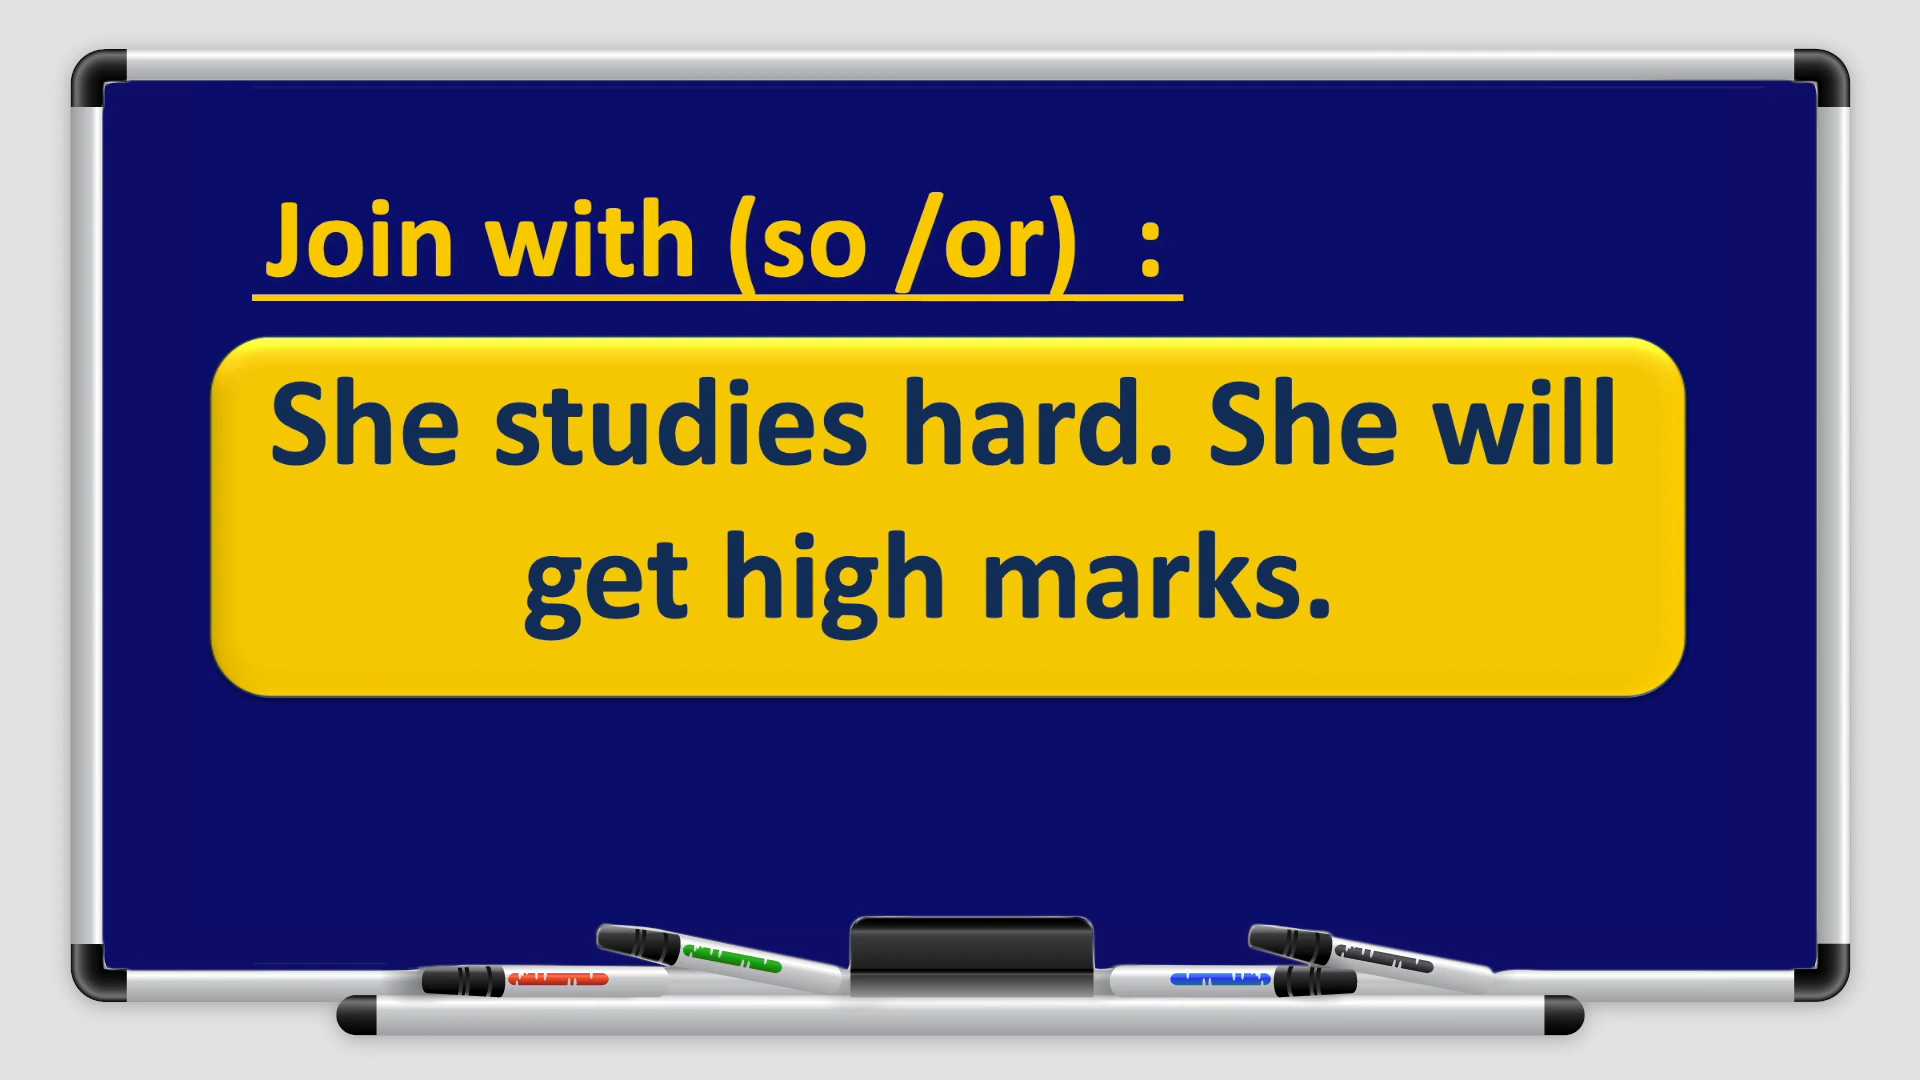 Join with (so /or)  :
She studies hard. She will
get high marks.